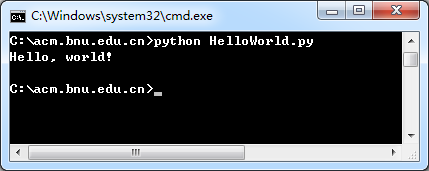 C:\Windows\system32\cmd.exe
C:\acm.bnu.edu.cn>python HelloWorld.py
Hello, world!
C:\acm.bnu.edu.cn>_